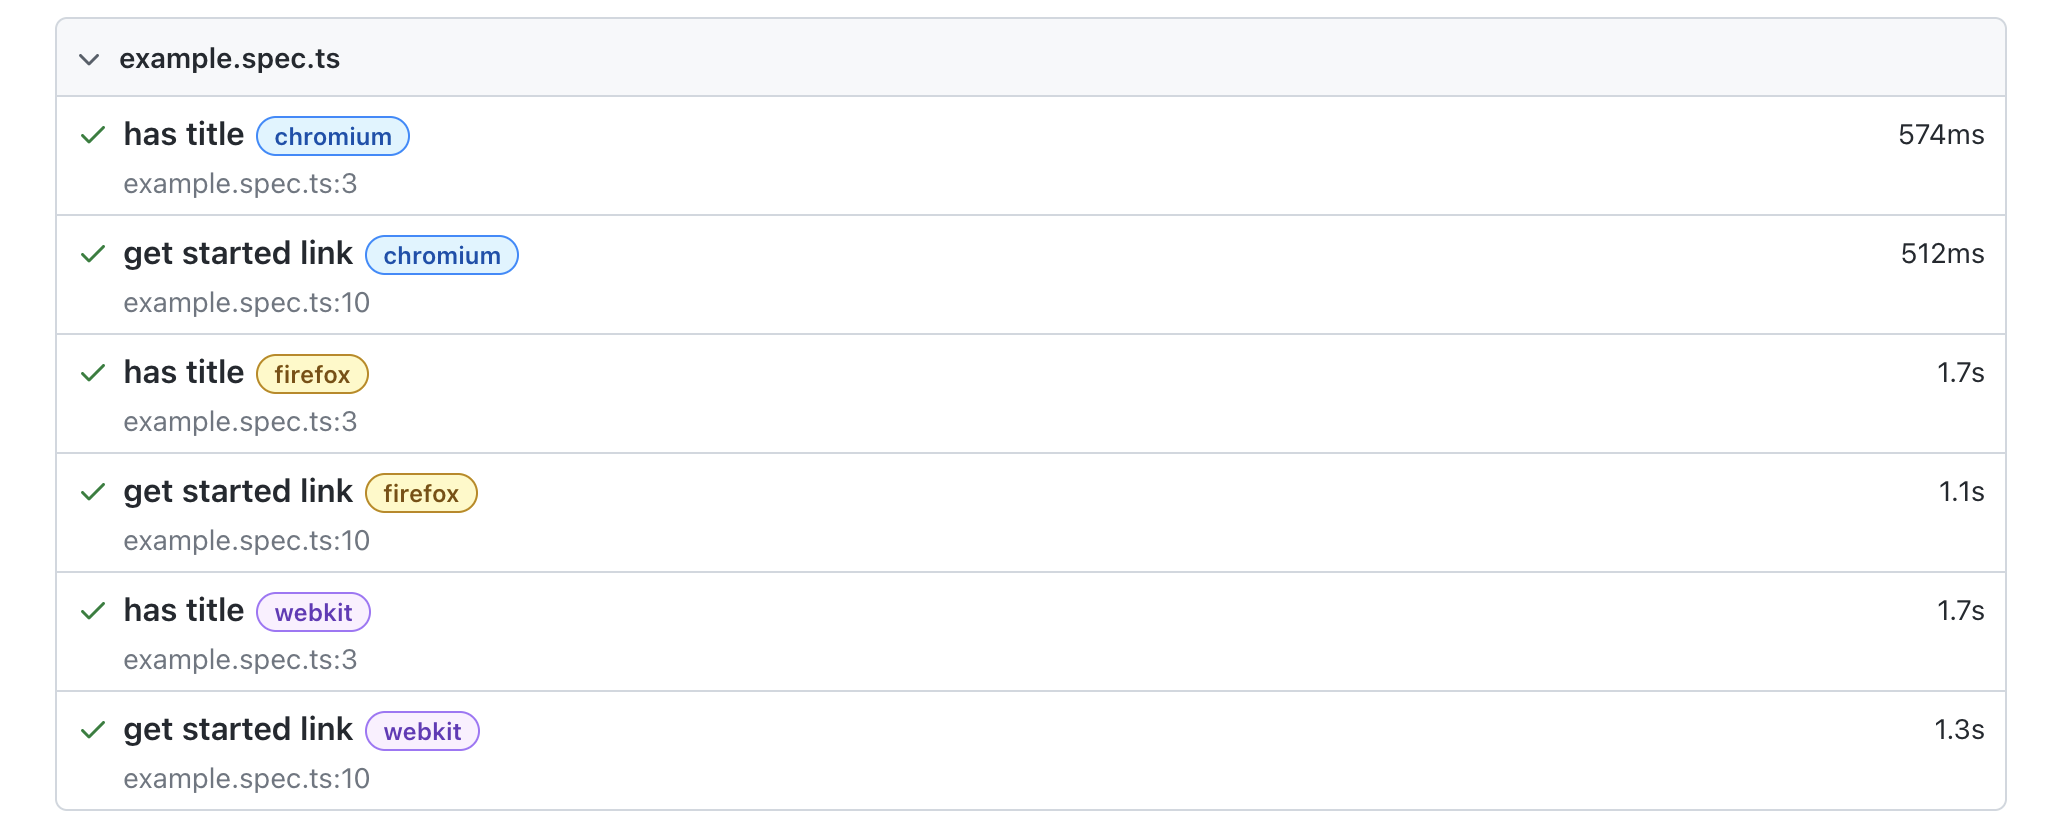 example.spec.ts
has title chromium 574ms
example.spec.ts:3
get started link chromium 512ms
example.spec.ts:10
has title firefox 1.7s
example.spec.ts:3
get started link firefox 1.1s
example.spec.ts:10
has title webkit 1.7s
example.spec.ts:3
get started link webkit 1.3s
example.spec.ts:10